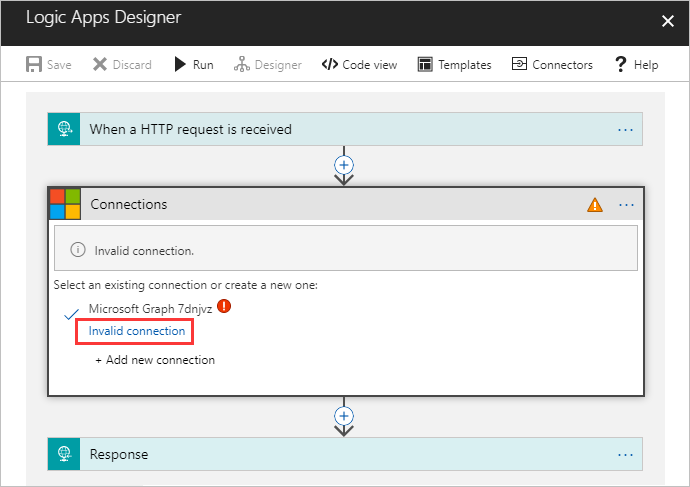 Logic Apps Designer
Save Discard Run Designer </> Code view Templates Connectors ? Help
When a HTTP request is received
Connections
Invalid connection.
Select an existing connection or create a new one:
Microsoft Graph 7dnjvz
Invalid connection
+ Add new connection
Response